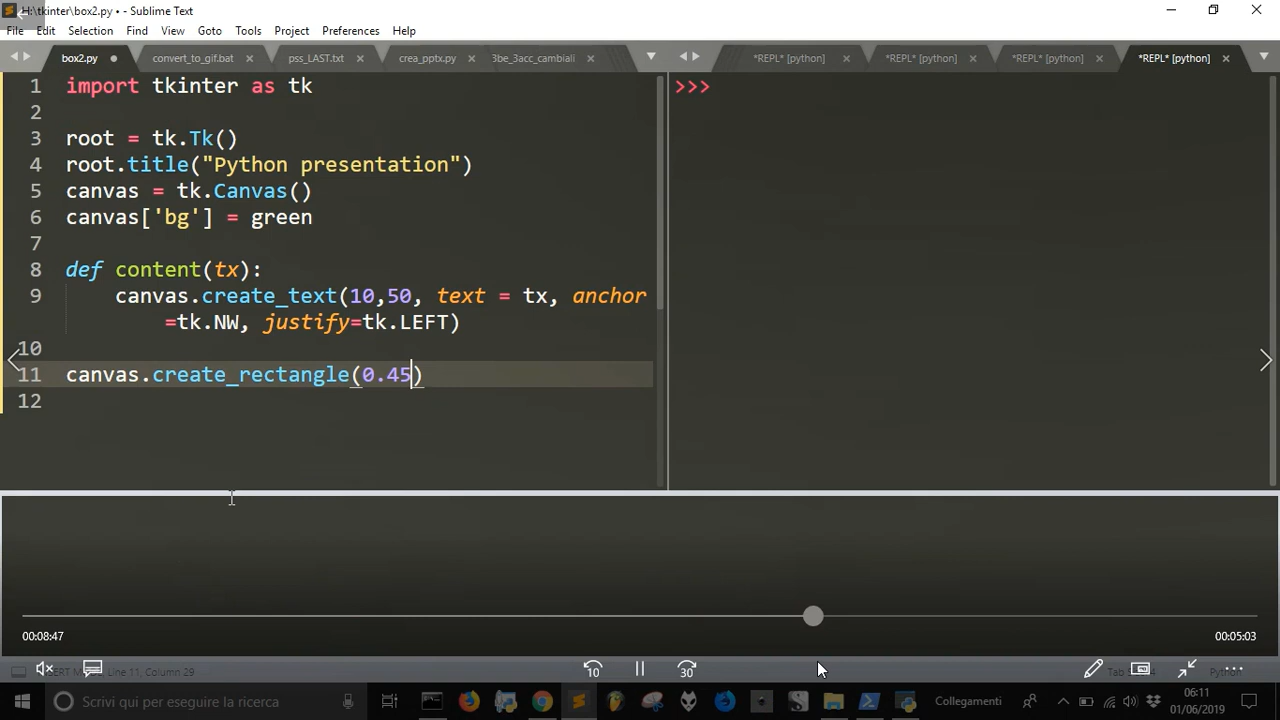 H:\tkinter\box2.py • - Sublime Text
File Edit Selection Find View Goto Tools Project Preferences Help
box2.py convert_to_gif.bat pss_LAST.txt crea_pptx.py 3be_3acc_cambiali *REPL* [python] *REPL* [python] *REPL* [python] *REPL* [python]
1 import tkinter as tk
2
3 root = tk.Tk()
4 root.title("Python presentation")
5 canvas = tk.Canvas()
6 canvas['bg'] = green
7
8 def content(tx):
9 canvas.create_text(10,50, text = tx, anchor
=tk.NW, justify=tk.LEFT)
10
11 canvas.create_rectangle(0.45)
12
>>>
00:08:47 00:05:03
10 30
Line 11, Column 29 Python
Scrivi qui per eseguire la ricerca Collegamenti 06:11
01/06/2019